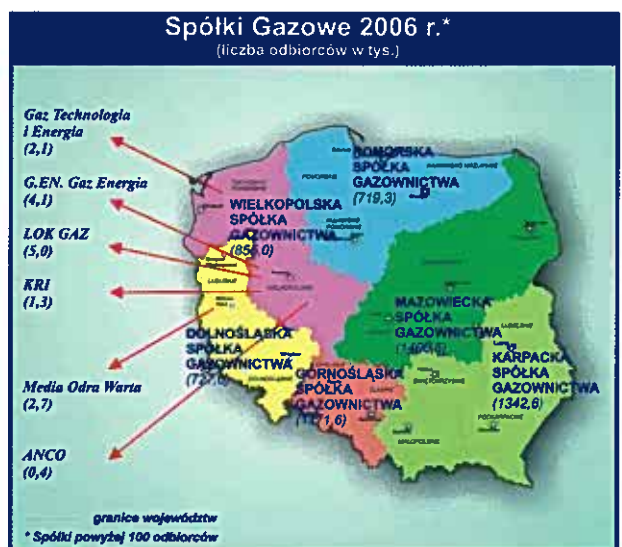 Spółki Gazowe 2006 r.*
(liczba odbiorców w tys.)
Gaz Technologia
i Energia
(2,1)
G.EN. Gaz Energia
(4,1)
LOK GAZ
(5,0)
KRI
(1,3)
Media Odra Warta
(2,7)
ANCO
(0,4)
POMORSKA
SPÓŁKA
GAZOWNICTWA
(719,3)
WIELKOPOLSKA
SPÓŁKA
GAZOWNICTWA
MAZOWIECKA
SPÓŁKA
GAZOWNICTWA
DOLNOŚLĄSKA
SPÓŁKA
GAZOWNICTWA
GÓRNOŚLĄSKA
SPÓŁKA
GAZOWNICTWA
KARPACKA
SPÓŁKA
GAZOWNICTWA
(1342,6)
POMORSKIE
LUBUSKIE
MAŁOPOLSKIE
granice województw
* Spółki powyżej 100 odbiorców